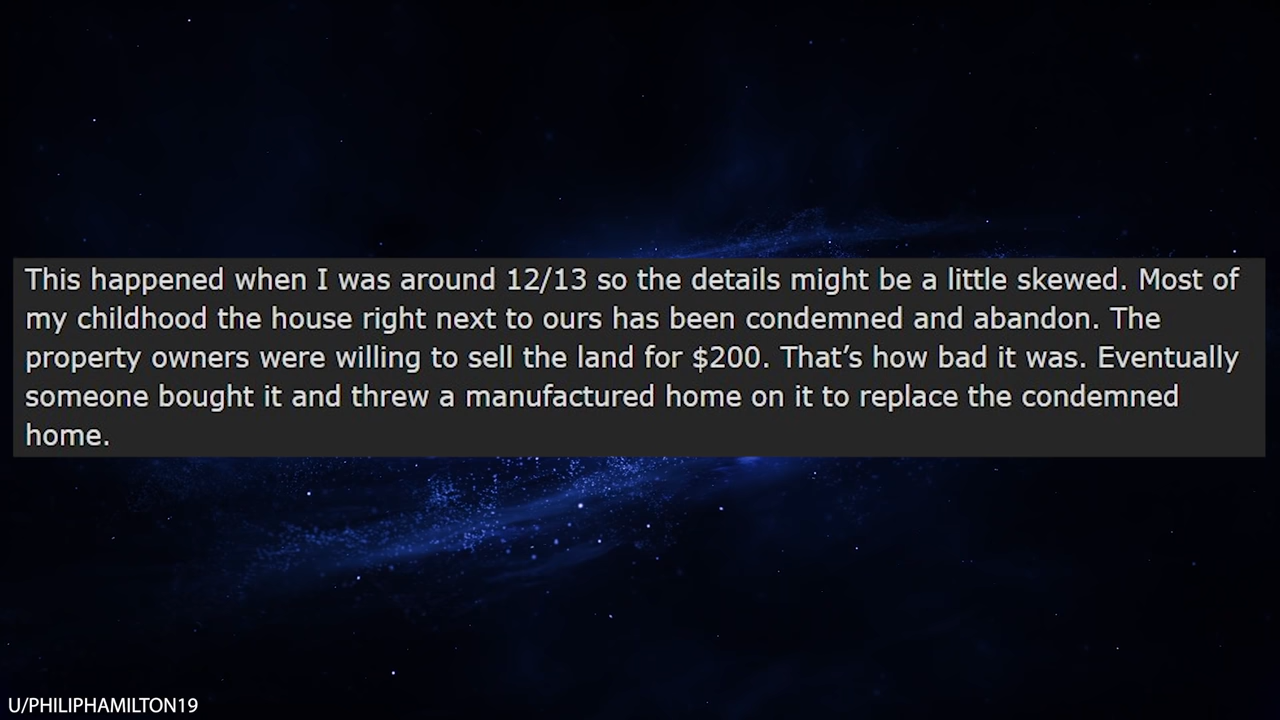 This happened when I was around 12/13 so the details might be a little skewed. Most of
my childhood the house right next to ours has been condemned and abandon. The
property owners were willing to sell the land for $200. That’s how bad it was. Eventually
someone bought it and threw a manufactured home on it to replace the condemned
home.
U/PHILIPHAMILTON19